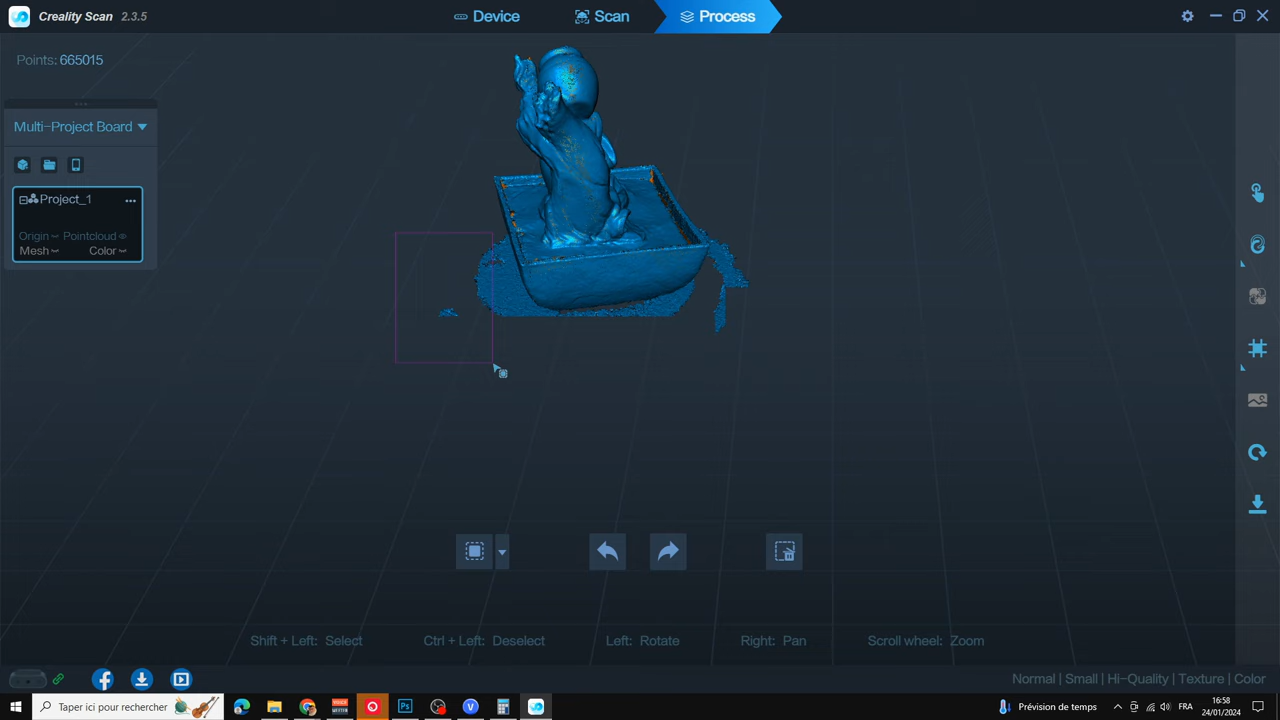 Creality Scan 2.3.5
Device
Scan
Process
Points: 665015
Multi-Project Board
Project_1
Origin
Pointcloud
Mesh
Color
Shift + Left: Select
Ctrl + Left: Deselect
Left: Rotate
Right: Pan
Scroll wheel: Zoom
Normal | Small | Hi-Quality | Texture | Color
Taper ici pour rechercher
Ps
V
Prévision de temps
FRA
16:58
24/01/2024